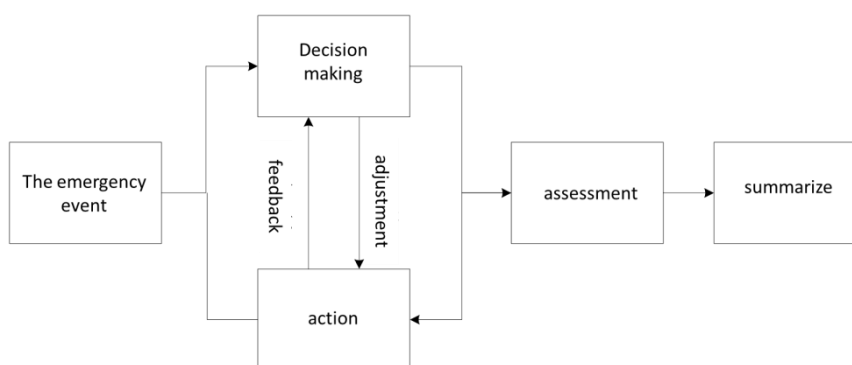 Decision
making
The emergency
event
feedback
adjustment
assessment
summarize
action